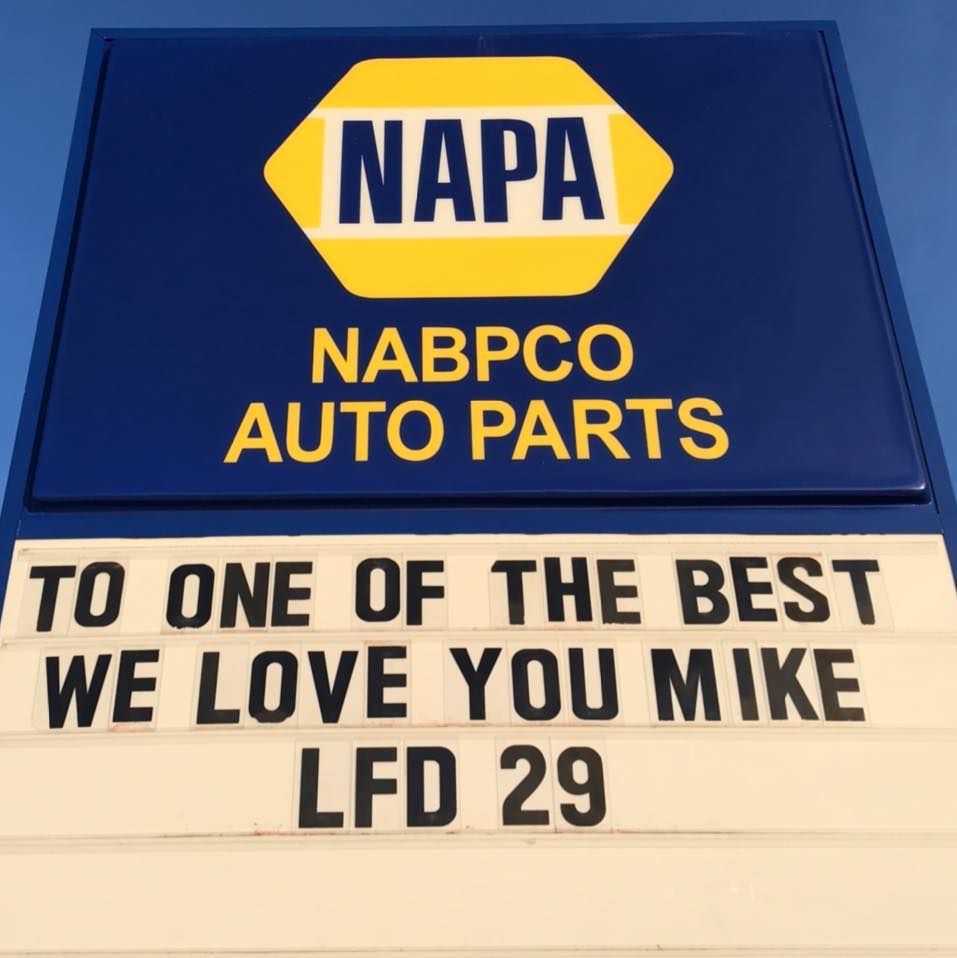 NAPA
NABPCO
AUTO PARTS
TO ONE OF THE BEST
WE LOVE YOU MIKE
LFD 29